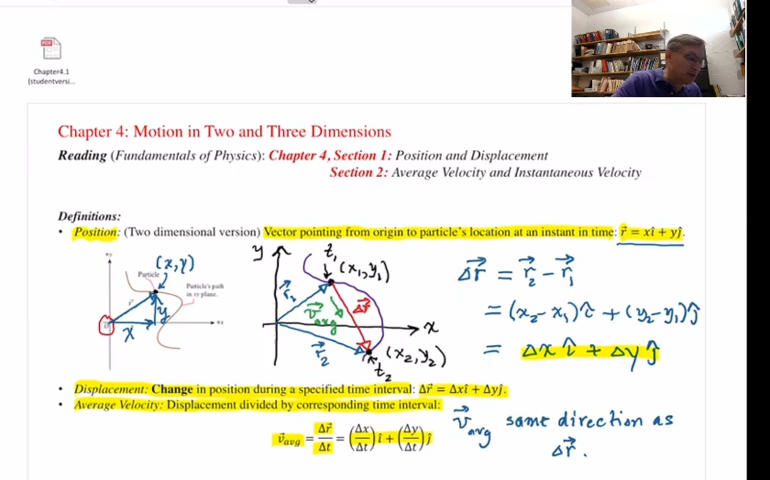 PDF
Chapter4.1
(studentversi...
Chapter 4: Motion in Two and Three Dimensions
Reading (Fundamentals of Physics): Chapter 4, Section 1: Position and Displacement
Section 2: Average Velocity and Instantaneous Velocity
Definitions:
• Position: (Two dimensional version) Vector pointing from origin to particle's location at an instant in time: r⃗ = xî + yĵ.
(x,y)
Particle
Particle's path
in xy plane.
y
x
y
t₁
(x₁,y₁)
r⃗₁
v⃗avg
Δr⃗
x
r⃗₂
(x₂,y₂)
t₂
Δr⃗ = r⃗₂ − r⃗₁
= (x₂−x₁)î + (y₂−y₁)ĵ
= Δx î + Δy ĵ
• Displacement: Change in position during a specified time interval: Δr⃗ = Δxî + Δyĵ.
• Average Velocity: Displacement divided by corresponding time interval:
v⃗avg = Δr⃗/Δt = (Δx/Δt) î + (Δy/Δt) ĵ
v⃗avg same direction as
Δr⃗.